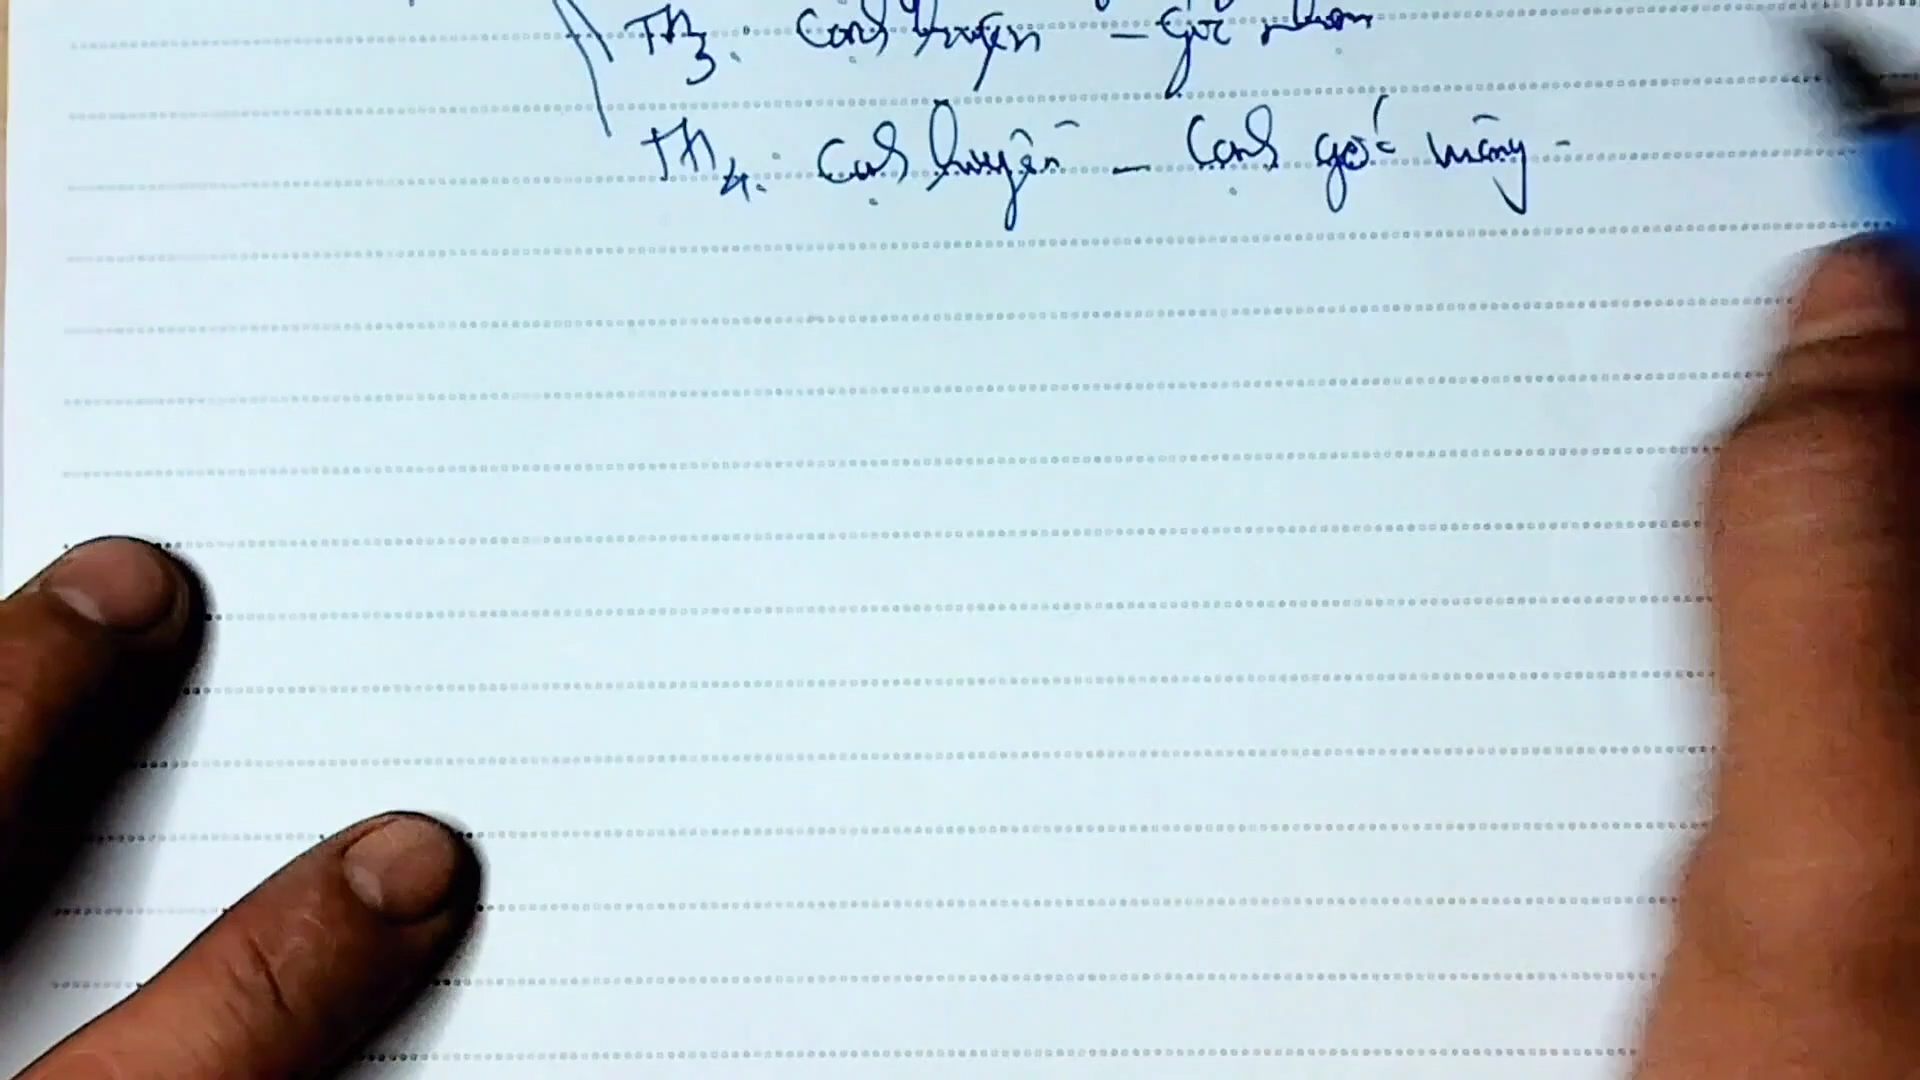 TH3: Cạnh huyền – góc nhọn
TH4: Cạnh huyền – Cạnh góc vuông.